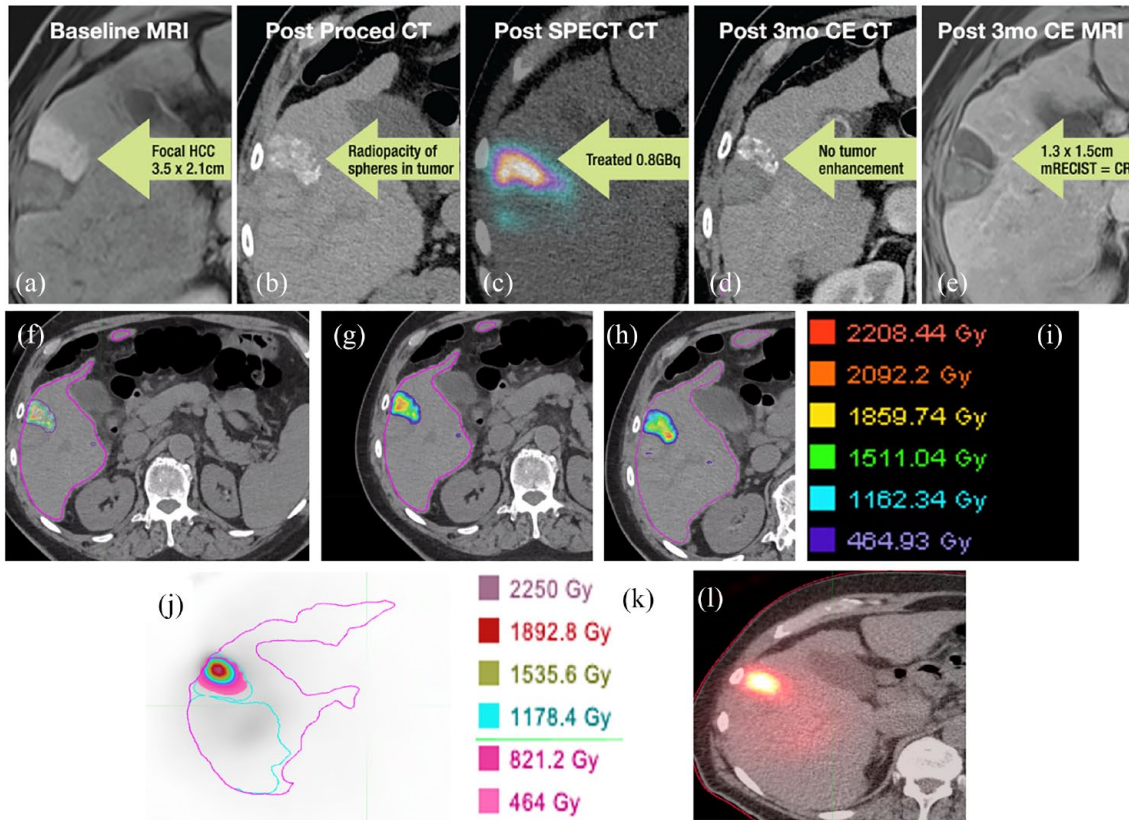 Baseline MRI
Focal HCC
3.5 x 2.1cm
(a)
Post Proced CT
Radiopacity of
spheres in tumor
(b)
Post SPECT CT
Treated 0.8GBq
(c)
Post 3mo CE CT
No tumor
enhancement
(d)
Post 3mo CE MRI
1.3 x 1.5cm
mRECIST = CR
(e)
(f)
(g)
(h)
(i)
2208.44 Gy
2092.2 Gy
1859.74 Gy
1511.04 Gy
1162.34 Gy
464.93 Gy
(j)
(k)
2250 Gy
1892.8 Gy
1535.6 Gy
1178.4 Gy
821.2 Gy
464 Gy
(l)